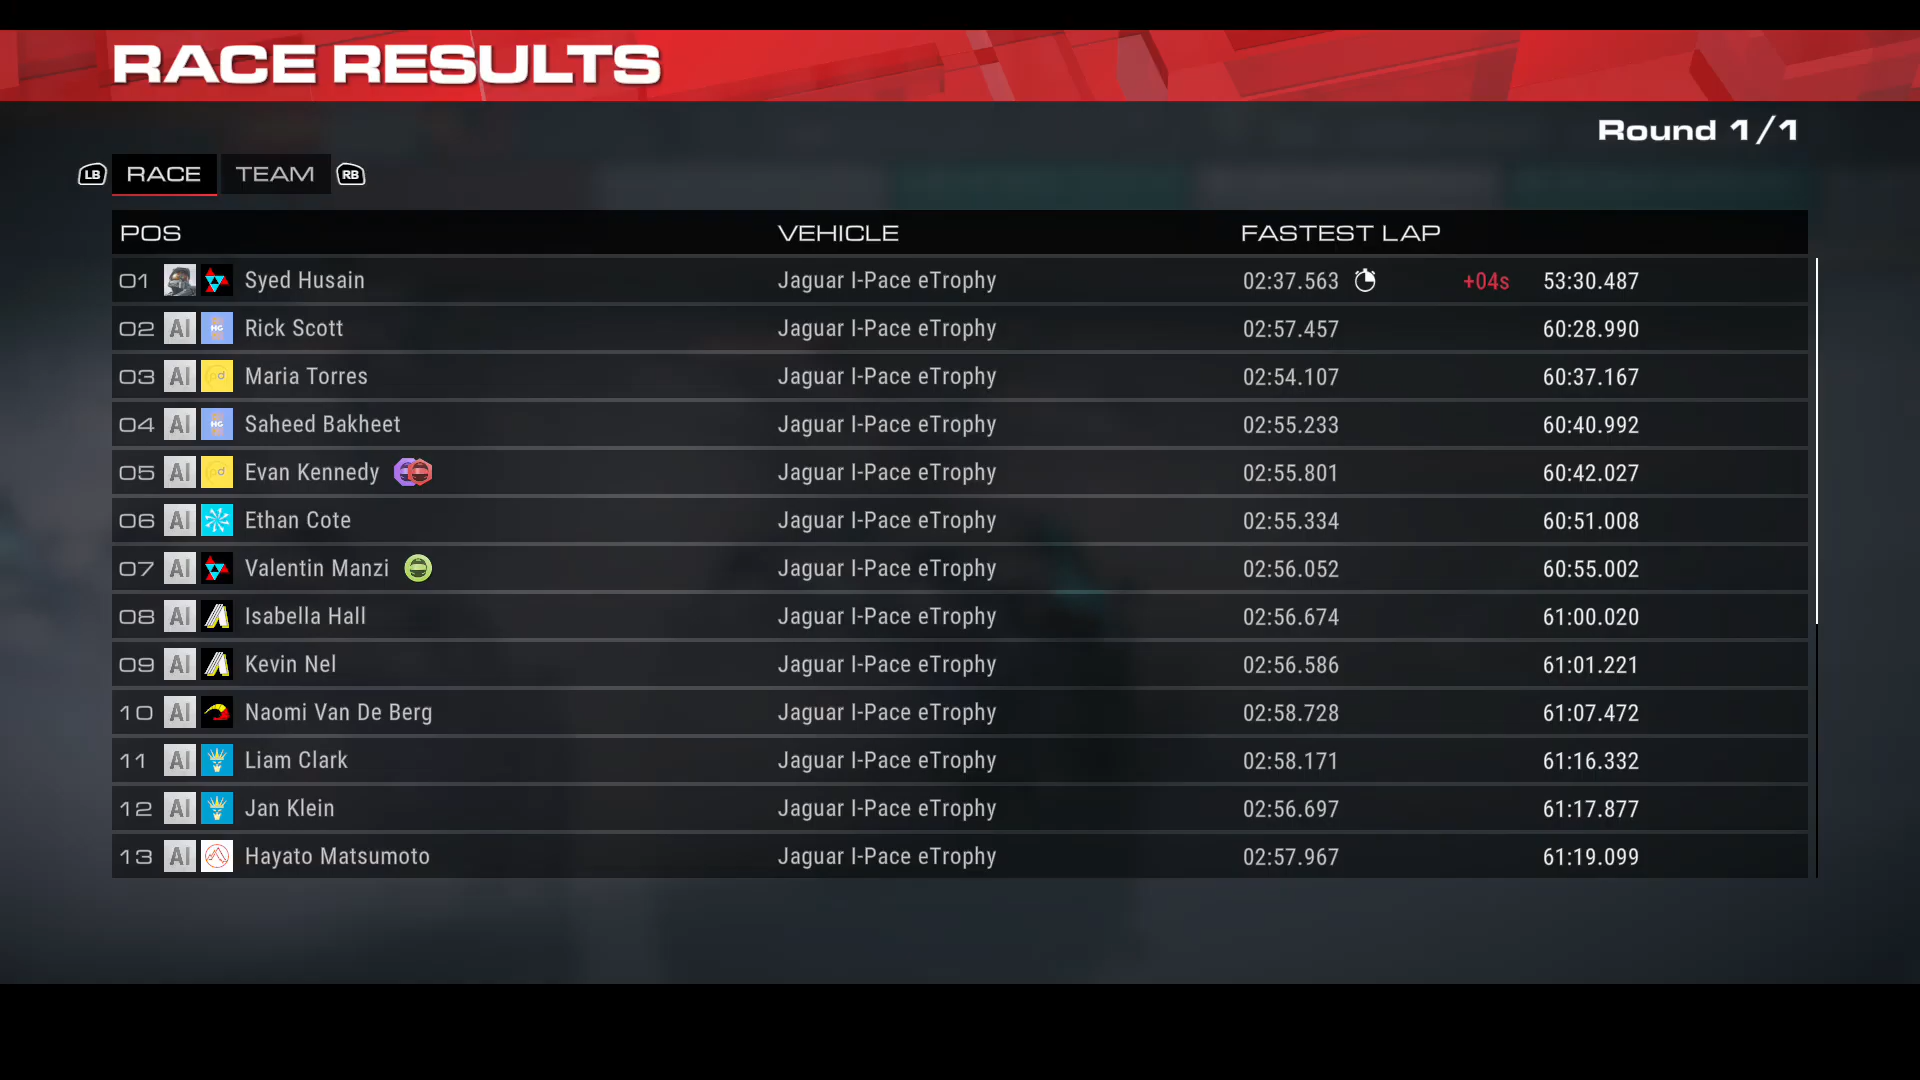 RACE RESULTS
Round 1/1
LB RACE TEAM RB
POS VEHICLE FASTEST LAP
01 Syed Husain Jaguar I-Pace eTrophy 02:37.563 +04s 53:30.487
02 AI HG Rick Scott Jaguar I-Pace eTrophy 02:57.457 60:28.990
03 AI Maria Torres Jaguar I-Pace eTrophy 02:54.107 60:37.167
04 AI HG Saheed Bakheet Jaguar I-Pace eTrophy 02:55.233 60:40.992
05 AI Evan Kennedy Jaguar I-Pace eTrophy 02:55.801 60:42.027
06 AI Ethan Cote Jaguar I-Pace eTrophy 02:55.334 60:51.008
07 AI Valentin Manzi Jaguar I-Pace eTrophy 02:56.052 60:55.002
08 AI Isabella Hall Jaguar I-Pace eTrophy 02:56.674 61:00.020
09 AI Kevin Nel Jaguar I-Pace eTrophy 02:56.586 61:01.221
10 AI Naomi Van De Berg Jaguar I-Pace eTrophy 02:58.728 61:07.472
11 AI Liam Clark Jaguar I-Pace eTrophy 02:58.171 61:16.332
12 AI Jan Klein Jaguar I-Pace eTrophy 02:56.697 61:17.877
13 AI Hayato Matsumoto Jaguar I-Pace eTrophy 02:57.967 61:19.099